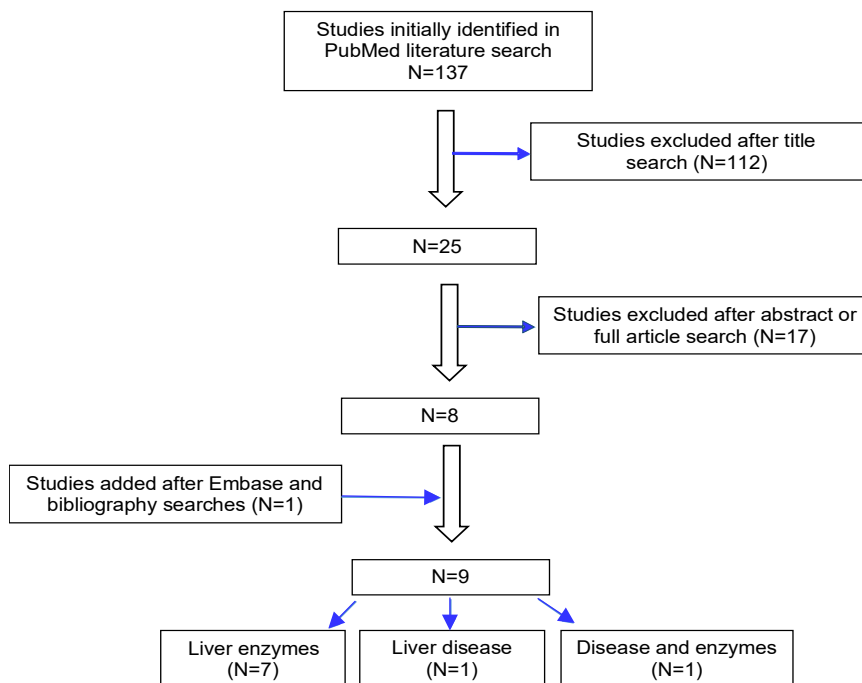 Studies initially identified in
PubMed literature search
N=137
Studies excluded after title
search (N=112)
N=25
Studies excluded after abstract or
full article search (N=17)
N=8
Studies added after Embase and
bibliography searches (N=1)
N=9
Liver enzymes
(N=7)
Liver disease
(N=1)
Disease and enzymes
(N=1)